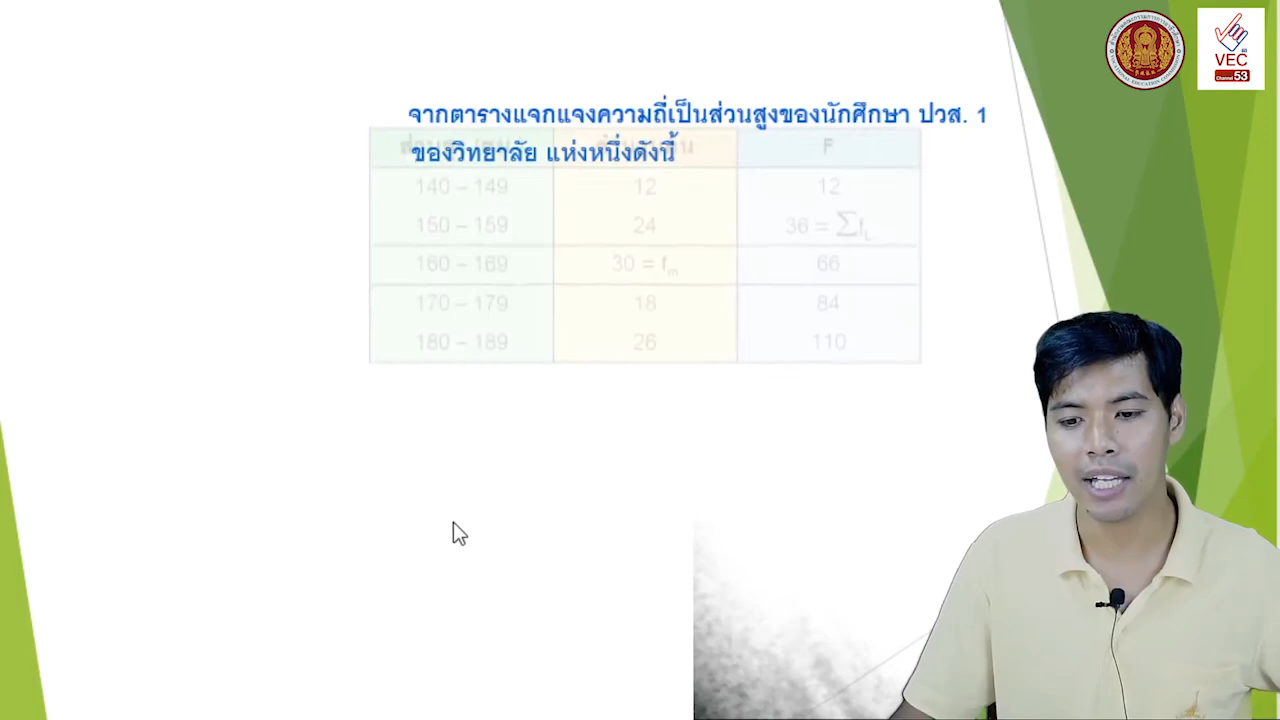 VEC
Channel 53
จากตารางแจกแจงความถี่เป็นส่วนสูงของนักศึกษา ปวส. 1
ของวิทยาลัย แห่งหนึ่งดังนี้
F
140 – 149 12 12
150 – 159 24 36 = ∑fL
160 – 169 30 = fm 66
170 – 179 18 84
180 – 189 26 110